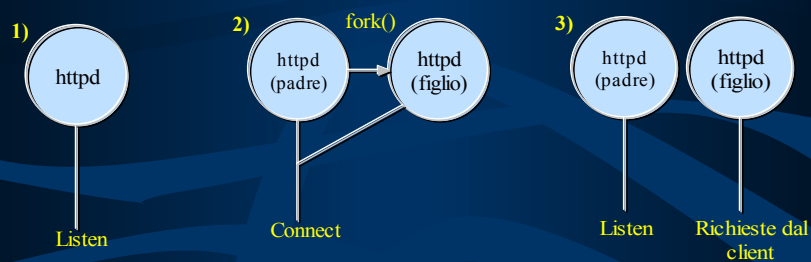 1)
httpd
Listen
2)
fork()
httpd
(padre)
httpd
(figlio)
Connect
3)
httpd
(padre)
httpd
(figlio)
Listen
Richieste dal
client